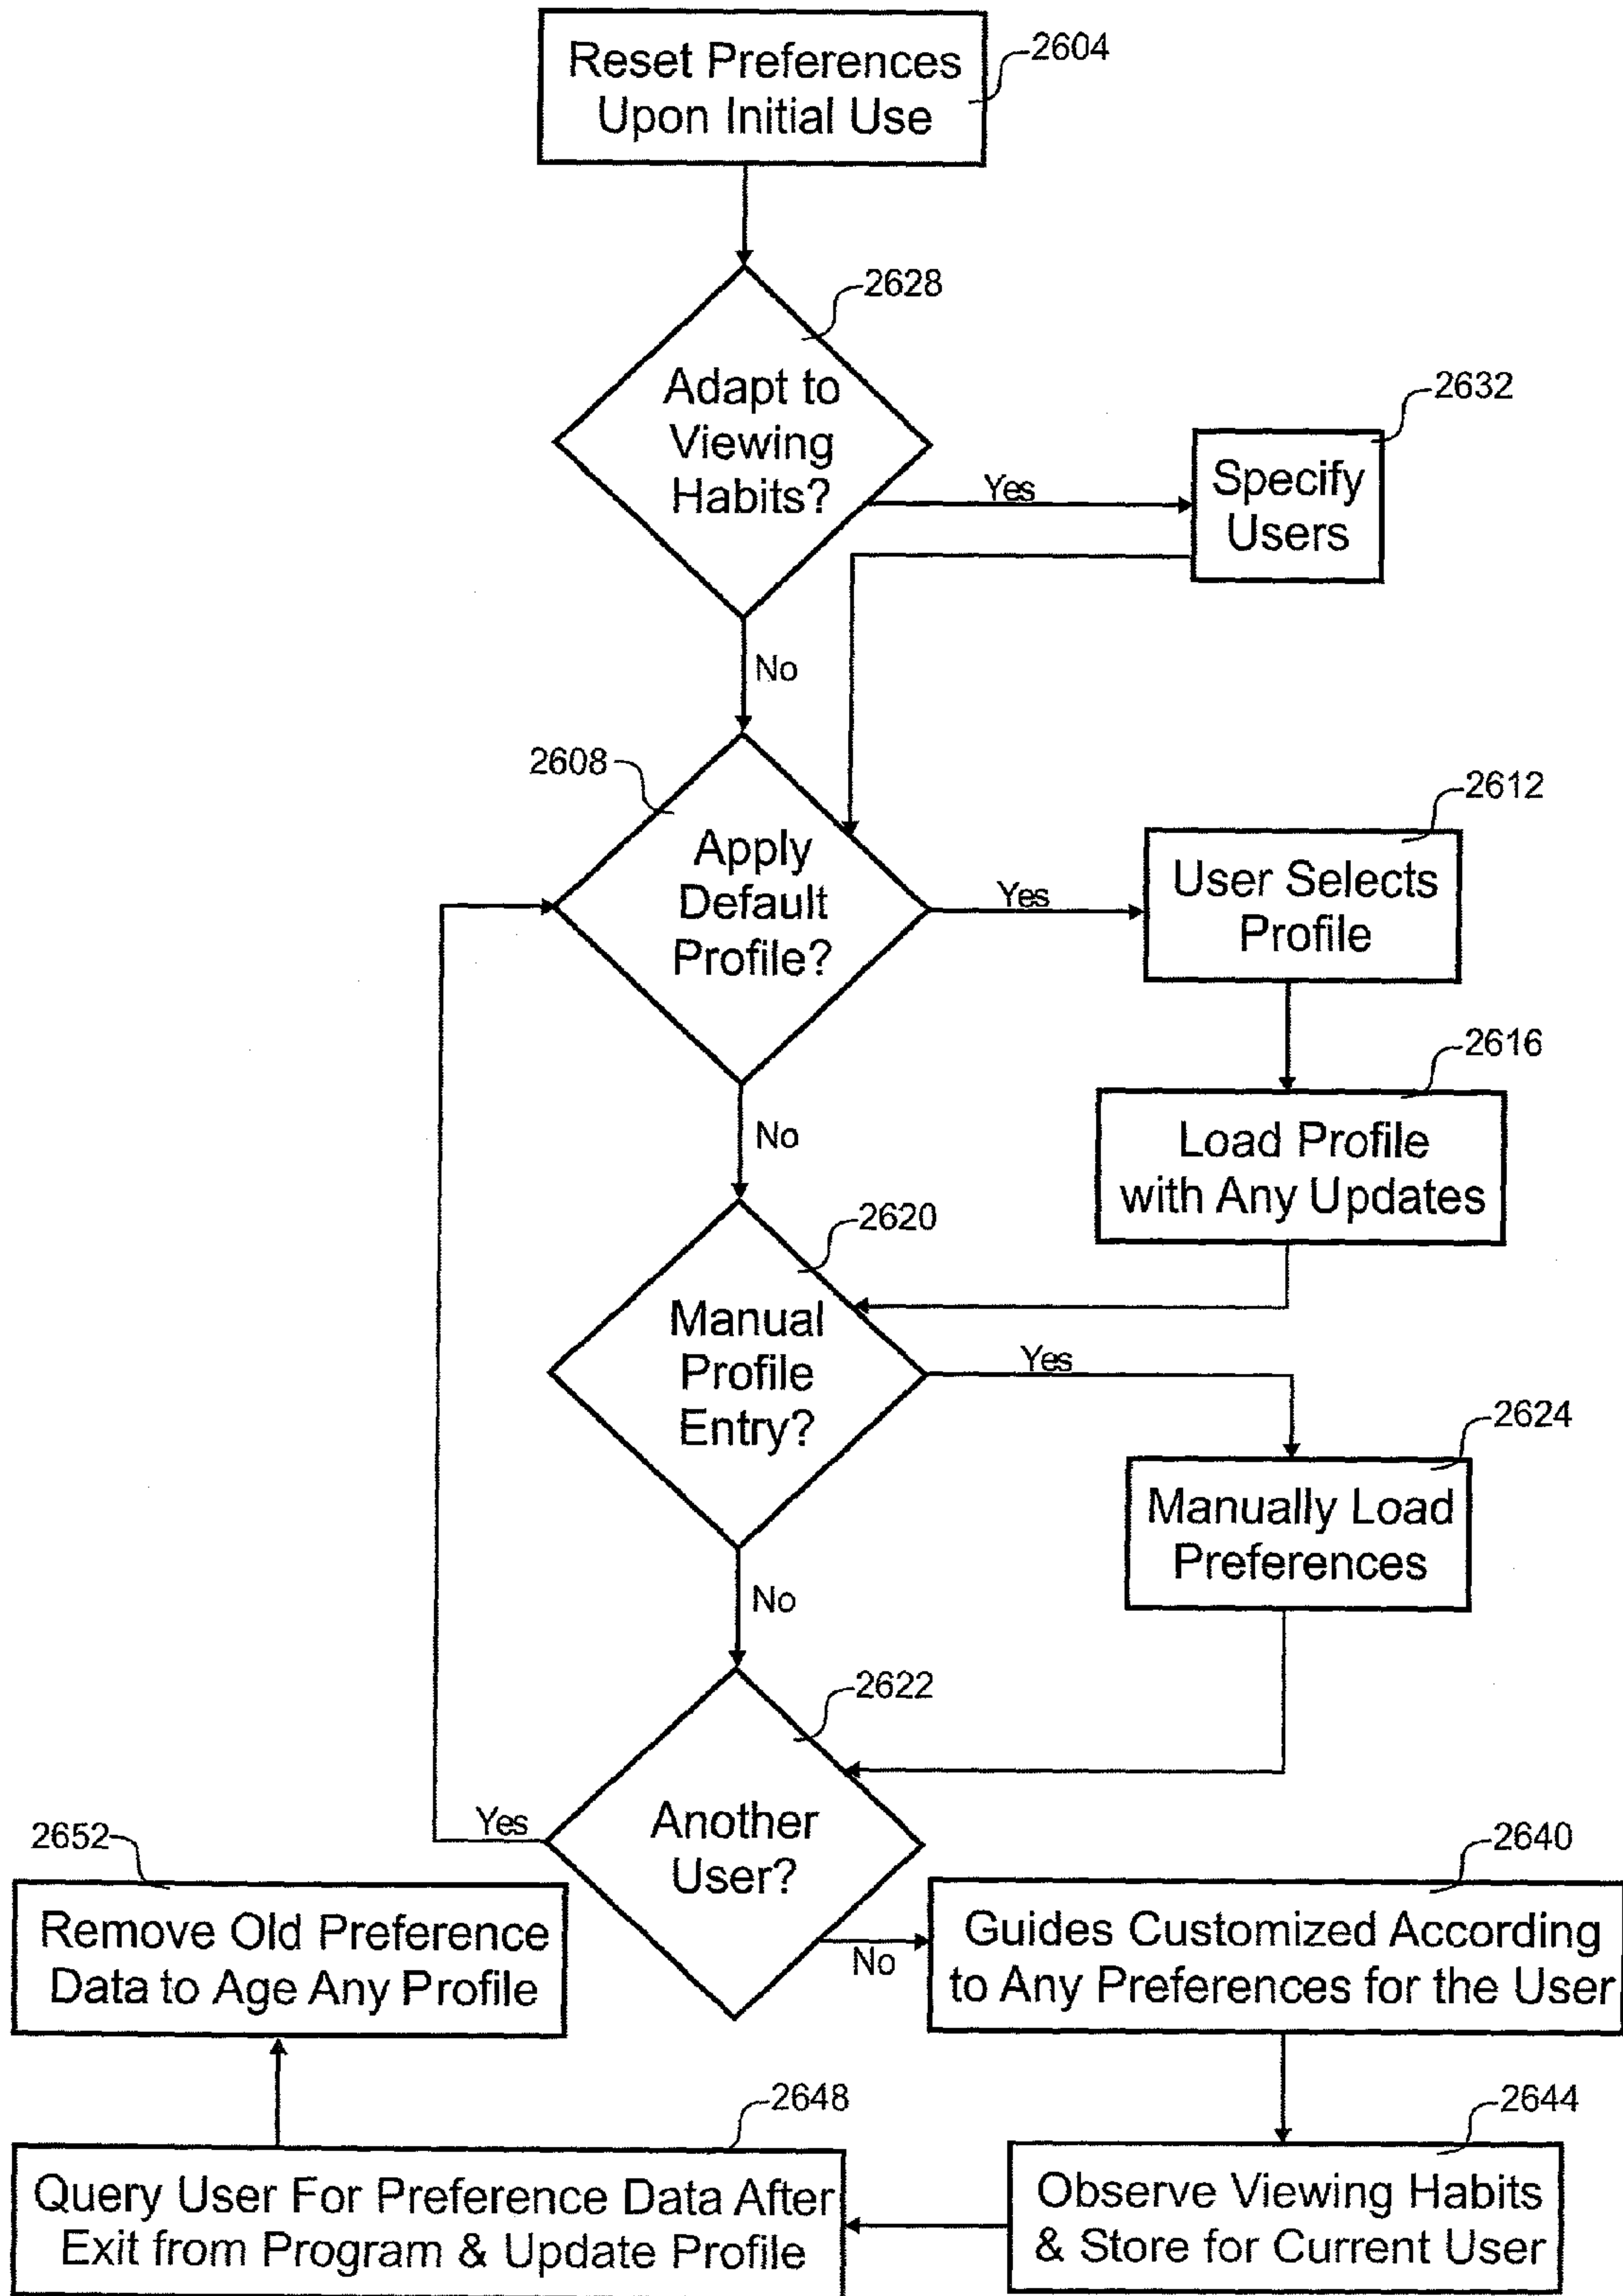 Reset Preferences
Upon Initial Use
2604
2628
Adapt to
Viewing
Habits?
Yes
2632
Specify
Users
No
2608
Apply
Default
Profile?
Yes
2612
User Selects
Profile
2616
Load Profile
with Any Updates
No
2620
Manual
Profile
Entry?
Yes
2624
Manually Load
Preferences
No
2622
Another
User?
Yes
No
2640
Guides Customized According
to Any Preferences for the User
2644
Observe Viewing Habits
& Store for Current User
2648
Query User For Preference Data After
Exit from Program & Update Profile
2652
Remove Old Preference
Data to Age Any Profile